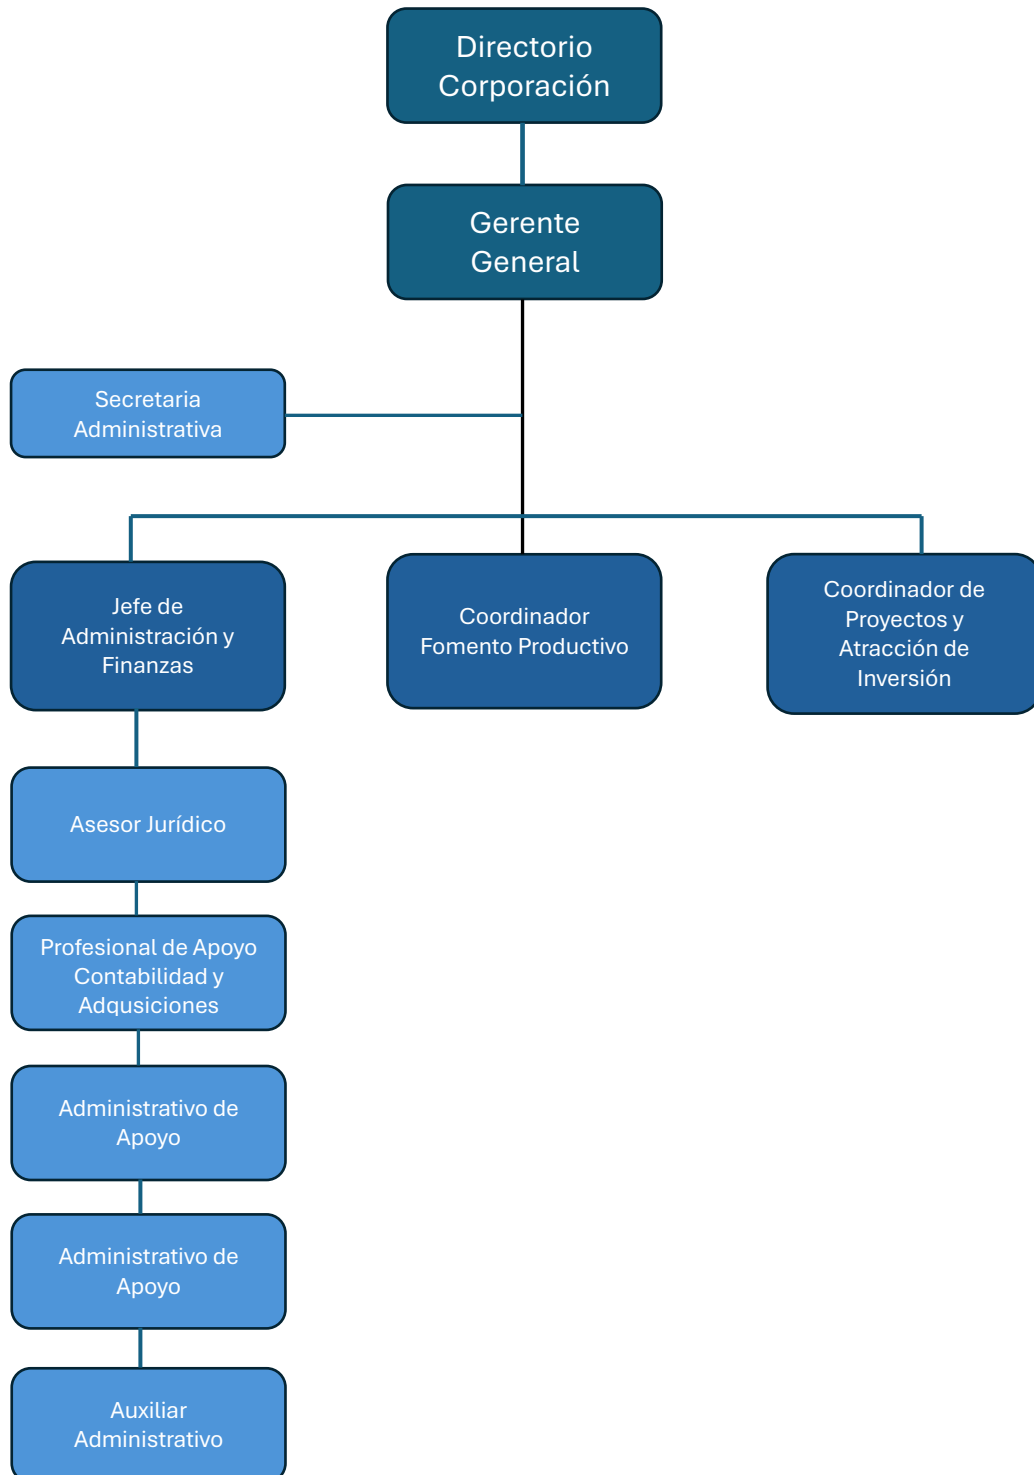 Directorio
Corporación
Gerente
General
Secretaria
Administrativa
Jefe de
Administración y
Finanzas
Coordinador
Fomento Productivo
Coordinador de
Proyectos y
Atracción de
Inversión
Asesor Jurídico
Profesional de Apoyo
Contabilidad y
Adqusiciones
Administrativo de
Apoyo
Administrativo de
Apoyo
Auxiliar
Administrativo